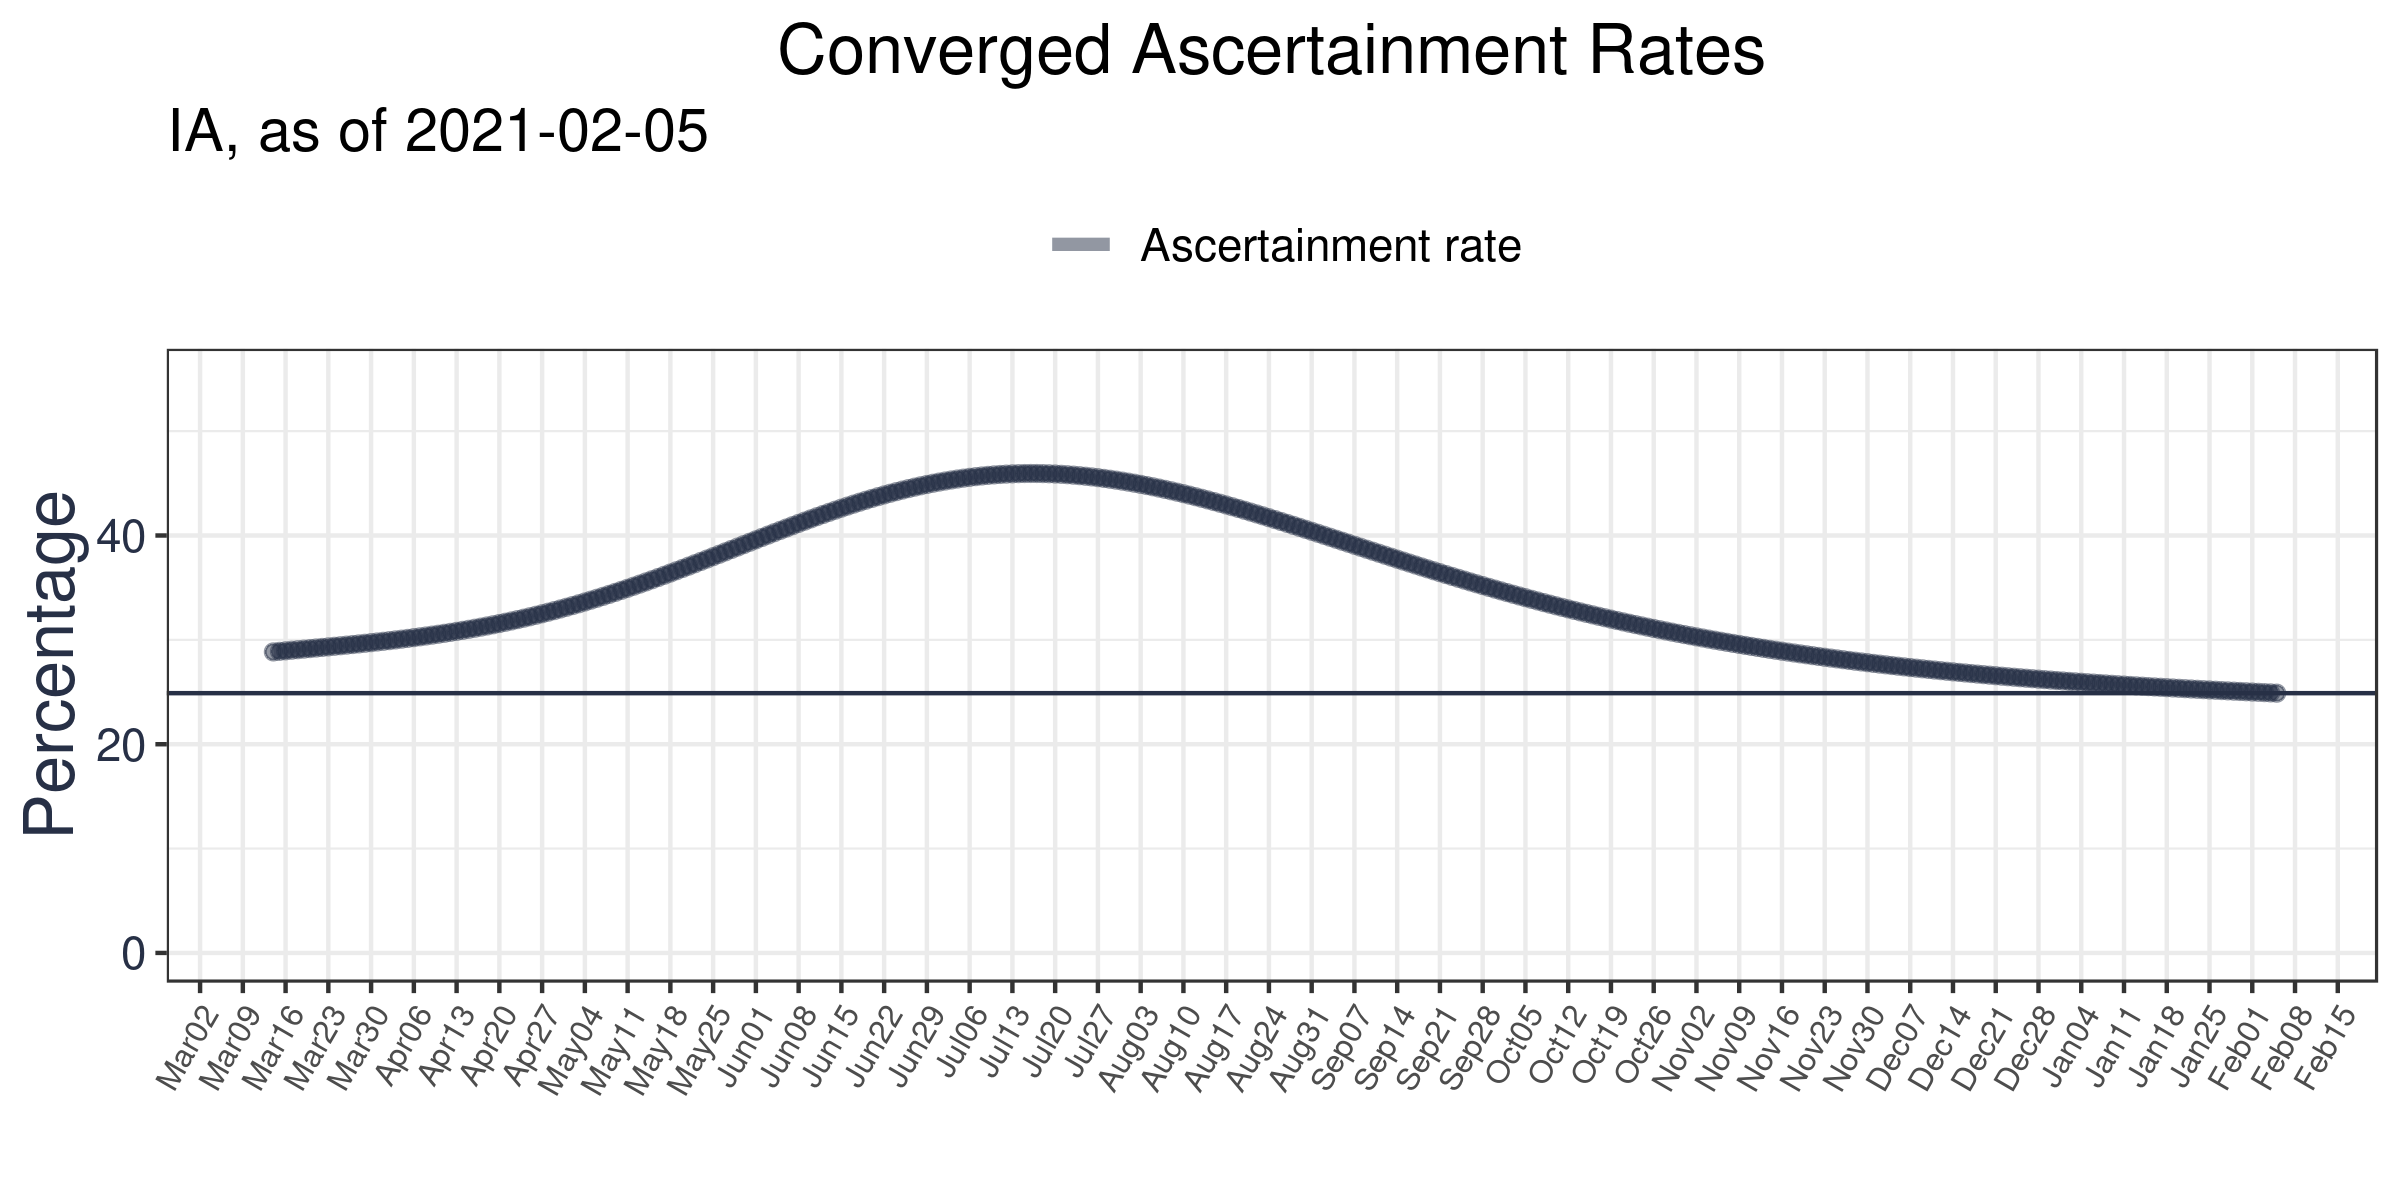 Converged Ascertainment Rates
IA, as of 2021-02-05
Ascertainment rate
Percentage
40
20
0
Mar02
Mar09
Mar16
Mar23
Mar30
Apr06
Apr13
Apr20
Apr27
May04
May11
May18
May25
Jun01
Jun08
Jun15
Jun22
Jun29
Jul06
Jul13
Jul20
Jul27
Aug03
Aug10
Aug17
Aug24
Aug31
Sep07
Sep14
Sep21
Sep28
Oct05
Oct12
Oct19
Oct26
Nov02
Nov09
Nov16
Nov23
Nov30
Dec07
Dec14
Dec21
Dec28
Jan04
Jan11
Jan18
Jan25
Feb01
Feb08
Feb15